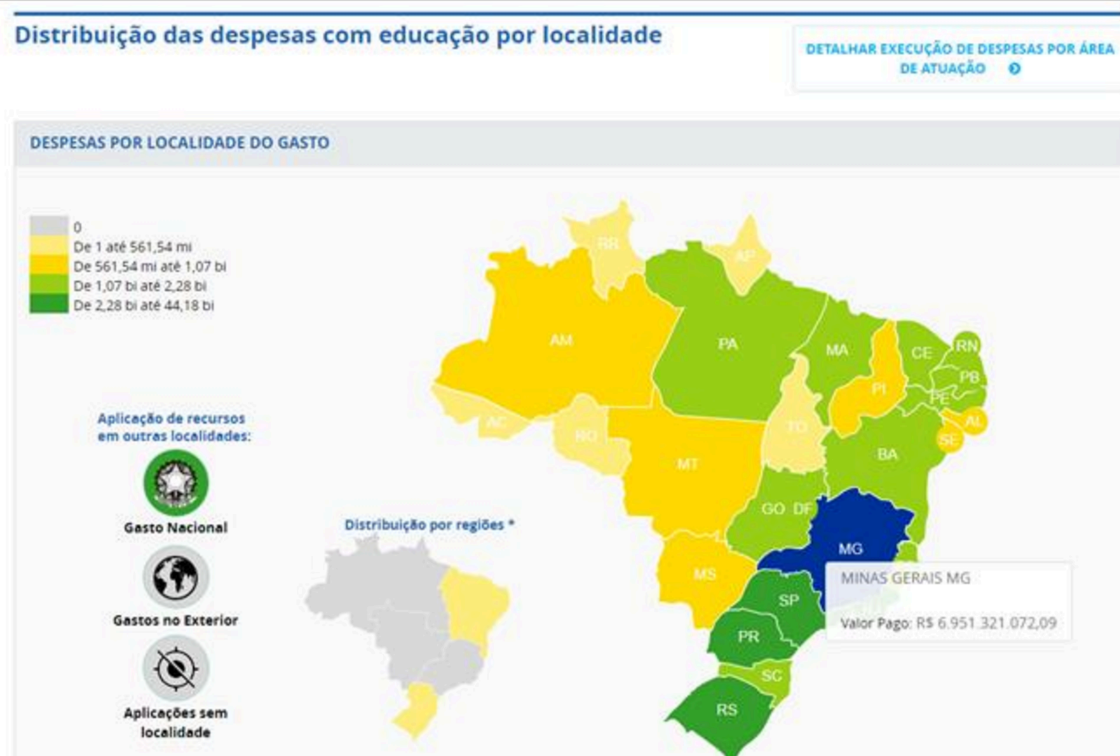 Distribuição das despesas com educação por localidade
DETALHAR EXECUÇÃO DE DESPESAS POR ÁREA
DE ATUAÇÃO
DESPESAS POR LOCALIDADE DO GASTO
0
De 1 até 561,54 mi
De 561,54 mi até 1,07 bi
De 1,07 bi até 2,28 bi
De 2,28 bi até 44,18 bi
RR
AP
AM
PA
MA
CE
RN
PI
PB
PE
AC
RO
TO
AL
SE
MT
BA
GO DF
MG
MS
SP
PR
SC
RS
MINAS GERAIS MG
Valor Pago: R$ 6.951.321.072,09
Aplicação de recursos
em outras localidades:
Gasto Nacional
Gastos no Exterior
Aplicações sem
localidade
Distribuição por regiões *